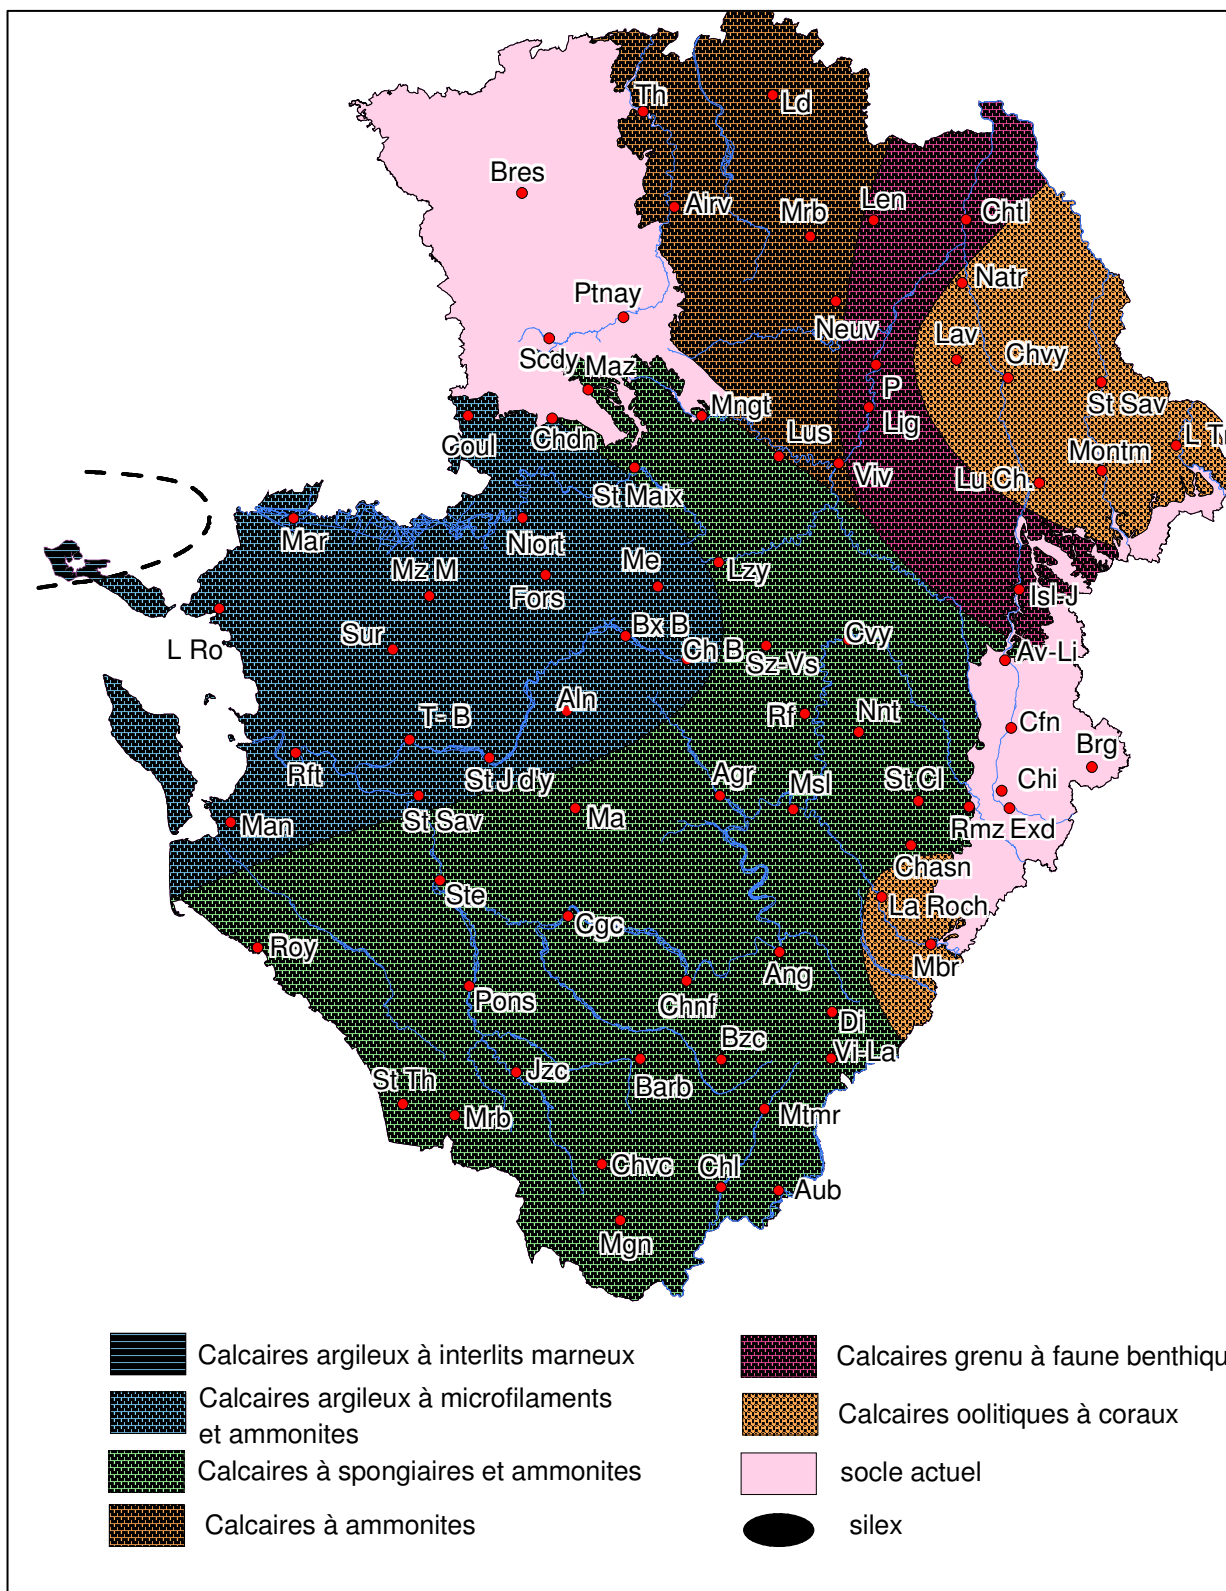 Th
Ld
Bres
Airv
Mrb
Len
Chtl
Natr
Ptnay
Neuv
Lav
Chvy
Scdy
Maz
P
St Sav
Mngt
Lig
Coul
Chdn
Lus
Montm
L Tr
Viv
Lu Ch.
St Maix
Mar
Niort
Mz M
Me
Lzy
Fors
Isl-J
Bx B
Cvy
L Ro
Sur
Ch B
Sz-Vs
Av-Li
Aln
Rf
Nnt
Cfn
T- B
Brg
Rft
St J d'y
Agr
Msl
St Cl
Chi
Man
St Sav
Ma
Rmz
Exd
Chasn
Ste
La Roch
Cgc
Roy
Ang
Mbr
Pons
Chnf
Di
Bzc
Vi-La
Jzc
Barb
St Th
Mrb
Mtmr
Chvc
Chl
Aub
Mgn
Calcaires argileux à interlits marneux
Calcaires argileux à microfilaments
et ammonites
Calcaires à spongiaires et ammonites
Calcaires à ammonites
Calcaires grenu à faune benthiqu
Calcaires oolitiques à coraux
socle actuel
silex